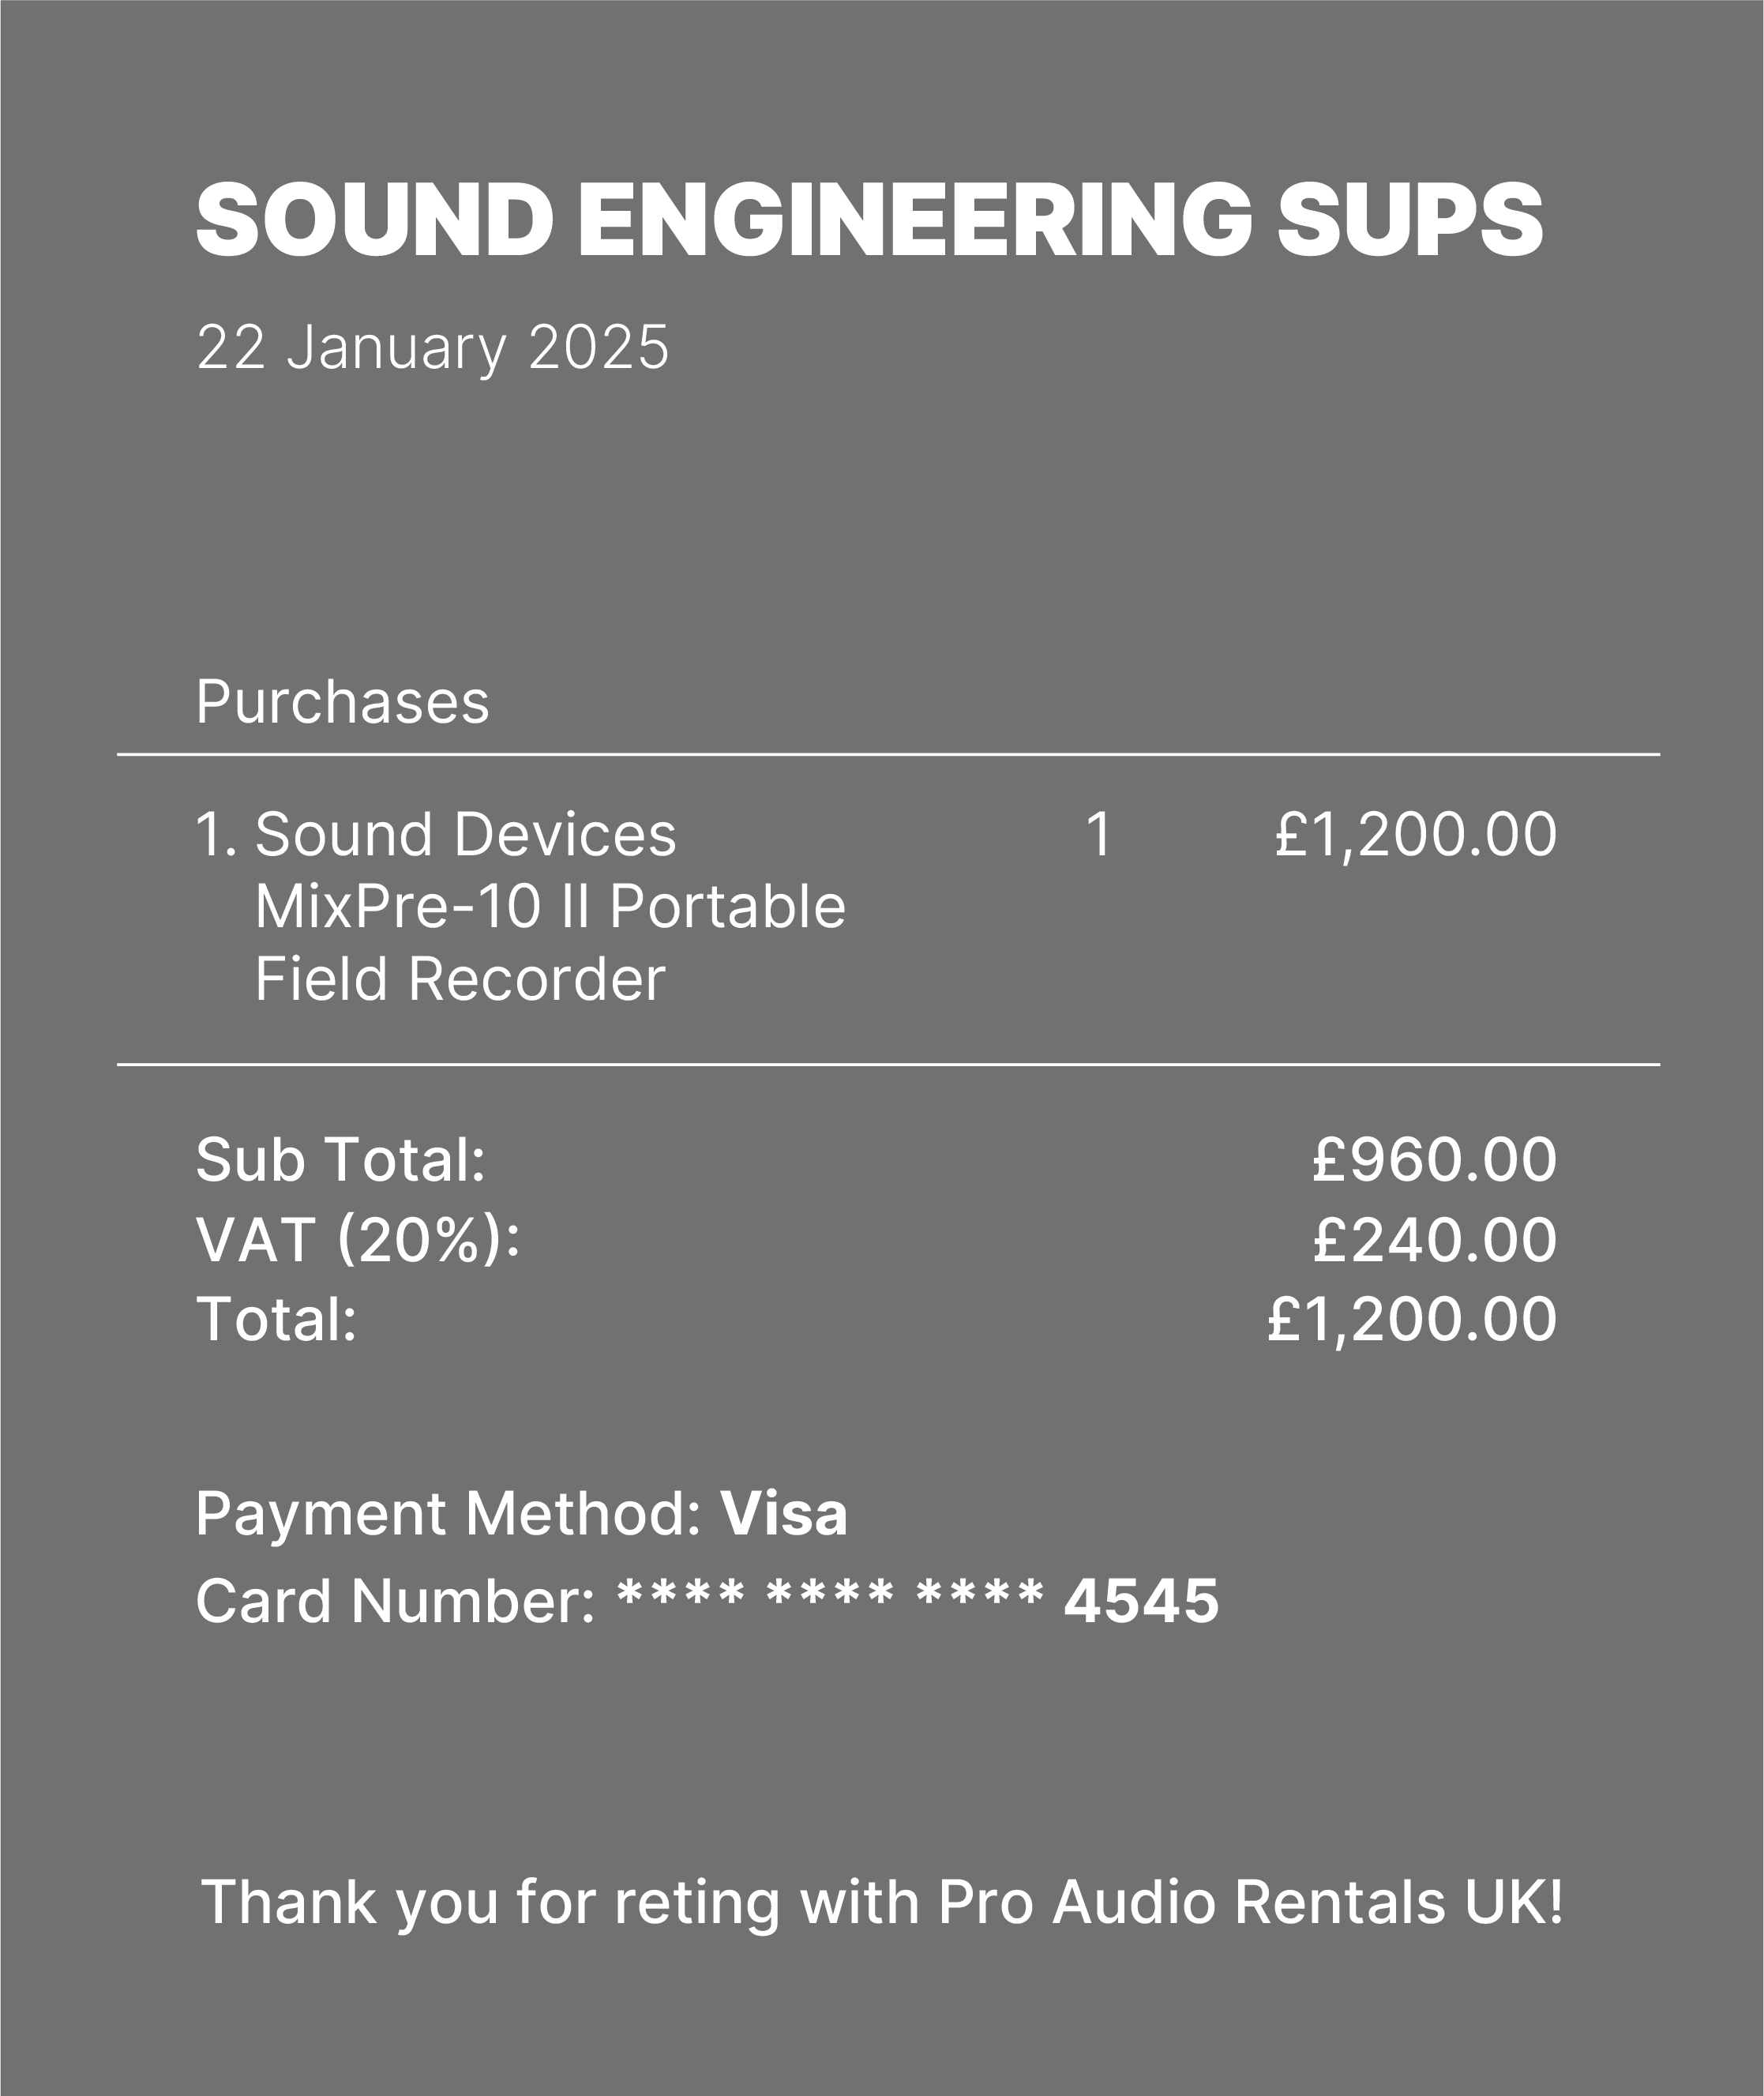 SOUND ENGINEERING SUPS
22 January 2025
Purchases
1. Sound Devices 1 £1,200.00
MixPre-10 II Portable
Field Recorder
Sub Total: £960.00
VAT (20%): £240.00
Total: £1,200.00
Payment Method: Visa
Card Number: **** **** **** 4545
Thank you for reting with Pro Audio Rentals UK!